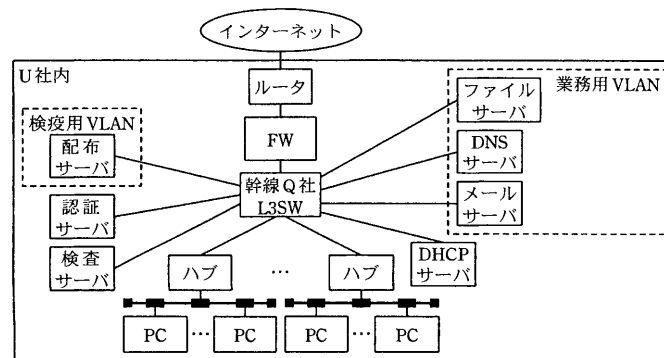 インターネット
U社内
ルータ
業務用VLAN
ファイル
サーバ
検疫用VLAN
配布
サーバ
FW
DNS
サーバ
幹線Q社
L3SW
メール
サーバ
認証
サーバ
検査
サーバ
DHCP
サーバ
ハブ
…
ハブ
PC
…
PC
PC
…
PC